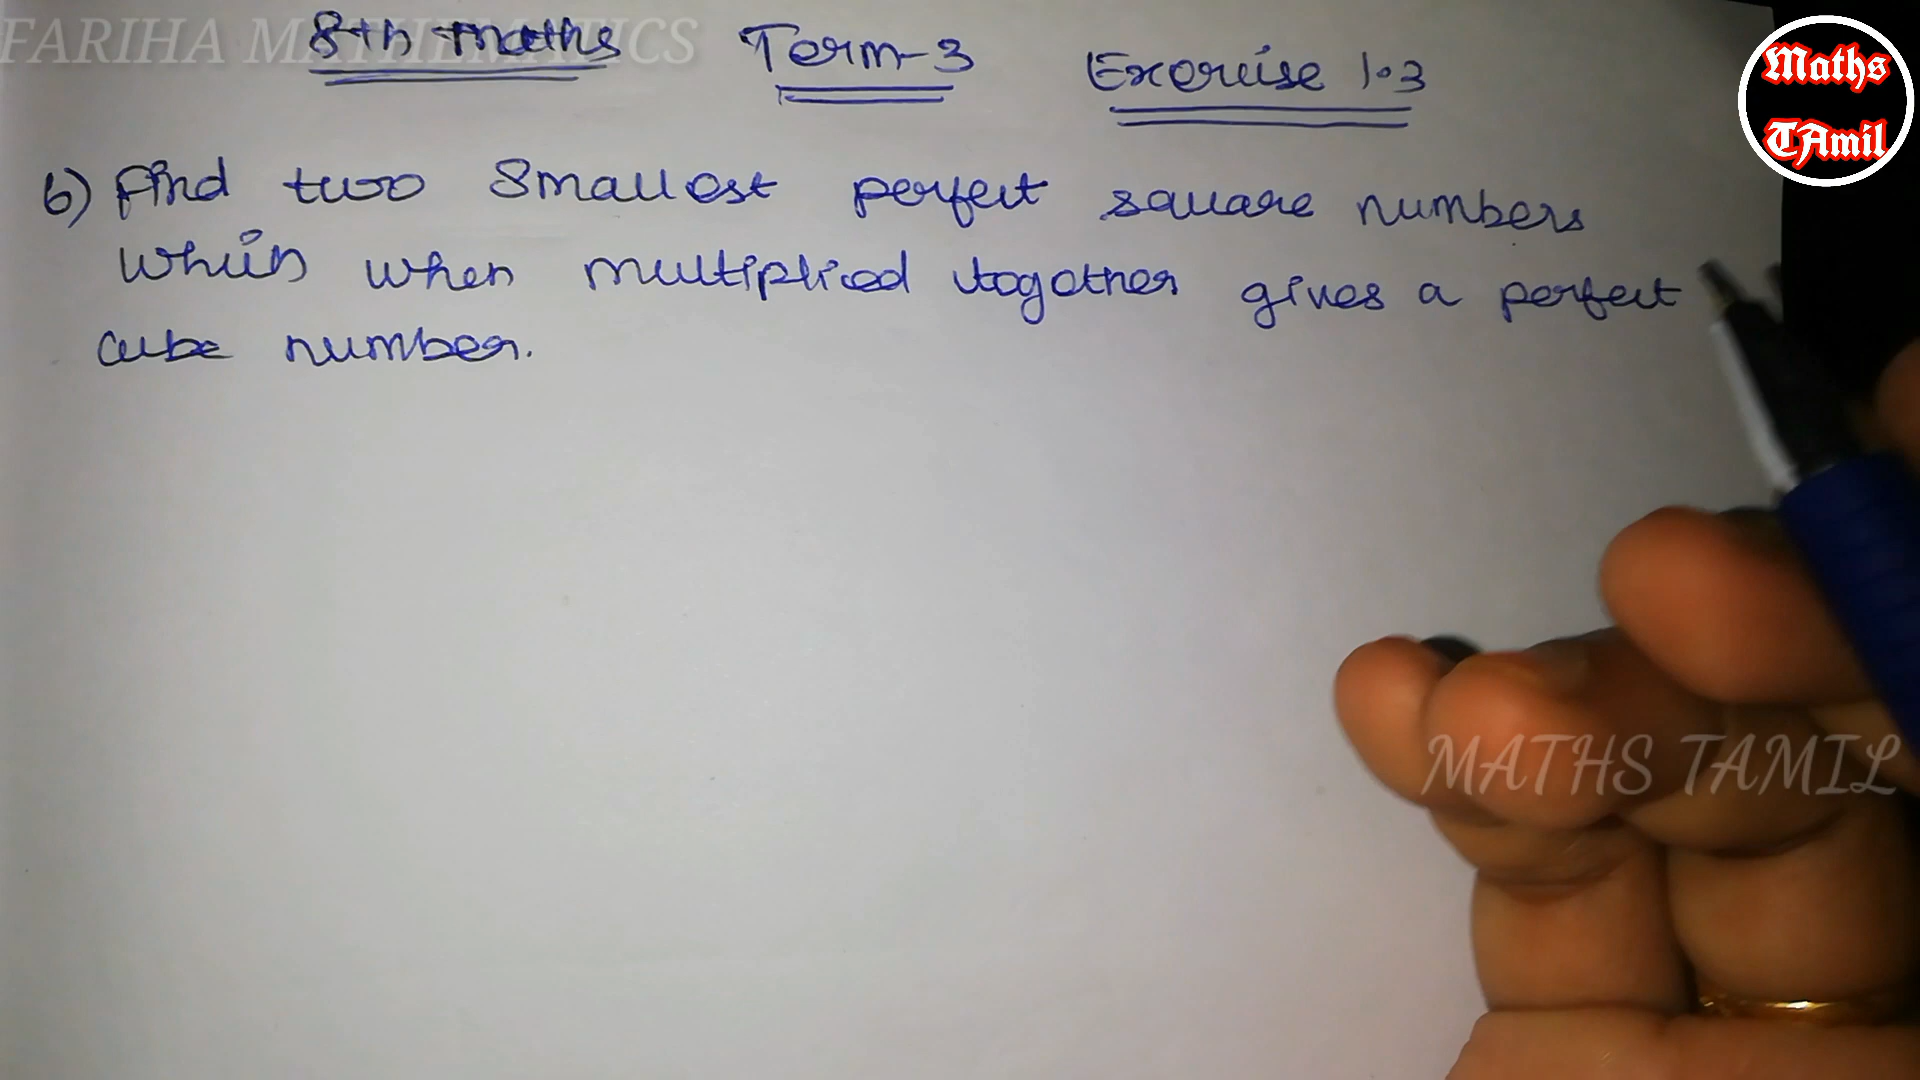 FARIHA MATHEMATICS
8th maths Term-3 Exercise 1.3
Maths
TAmil
6) Find two smallest perfect square numbers
which when multiplied together gives a perfect
cube number.
MATHS TAMIL